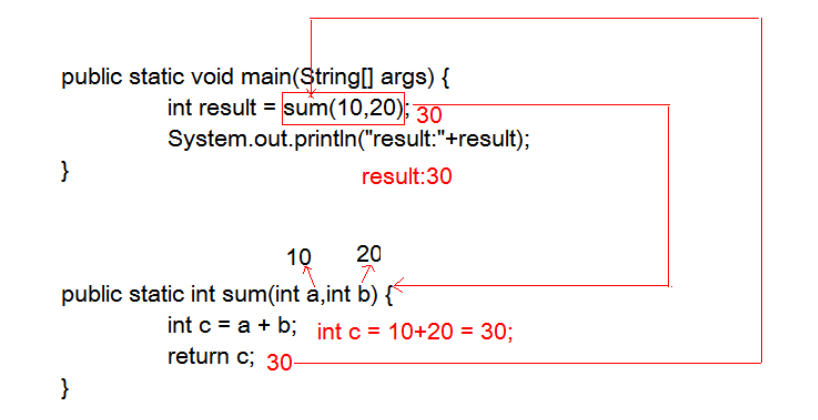 public static void main(String[] args) {
int result = sum(10,20); 30
System.out.println("result:"+result);
}
result:30
10 20
public static int sum(int a,int b) {
int c = a + b; int c = 10+20 = 30;
return c; 30
}